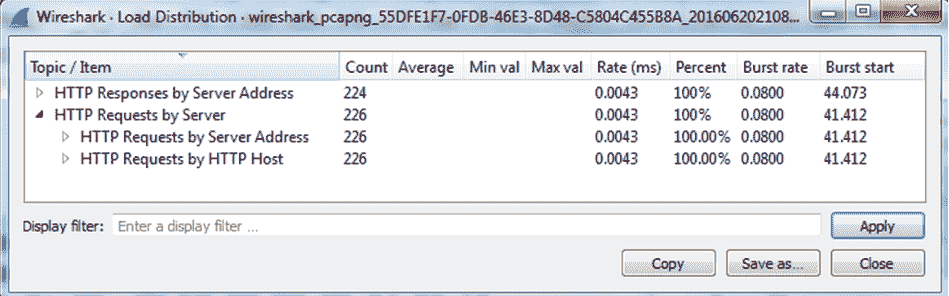 Wireshark · Load Distribution · wireshark_pcapng_55DFE1F7-0FDB-46E3-8D48-C5804C455B8A_201606202108...
Topic / Item Count Average Min val Max val Rate (ms) Percent Burst rate Burst start
HTTP Responses by Server Address 224 0.0043 100% 0.0800 44.073
HTTP Requests by Server 226 0.0043 100% 0.0800 41.412
HTTP Requests by Server Address 226 0.0043 100.00% 0.0800 41.412
HTTP Requests by HTTP Host 226 0.0043 100.00% 0.0800 41.412
Display filter: Enter a display filter ... Apply
Copy Save as... Close